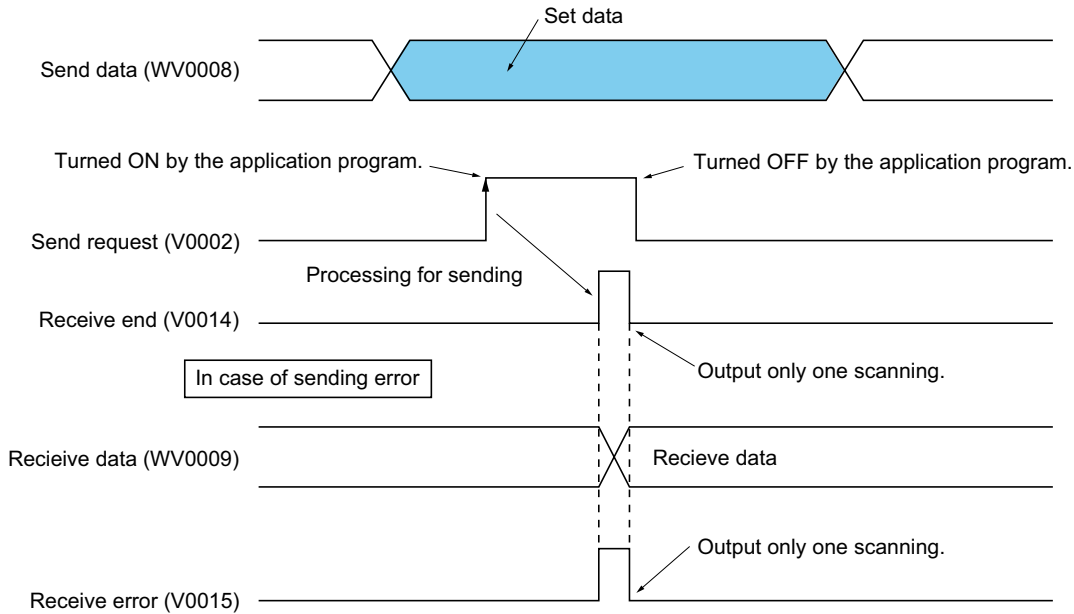 Set data
Send data (WV0008)
Turned ON by the application program.
Turned OFF by the application program.
Send request (V0002)
Processing for sending
Receive end (V0014)
Output only one scanning.
In case of sending error
Recieive data (WV0009)
Recieve data
Output only one scanning.
Receive error (V0015)